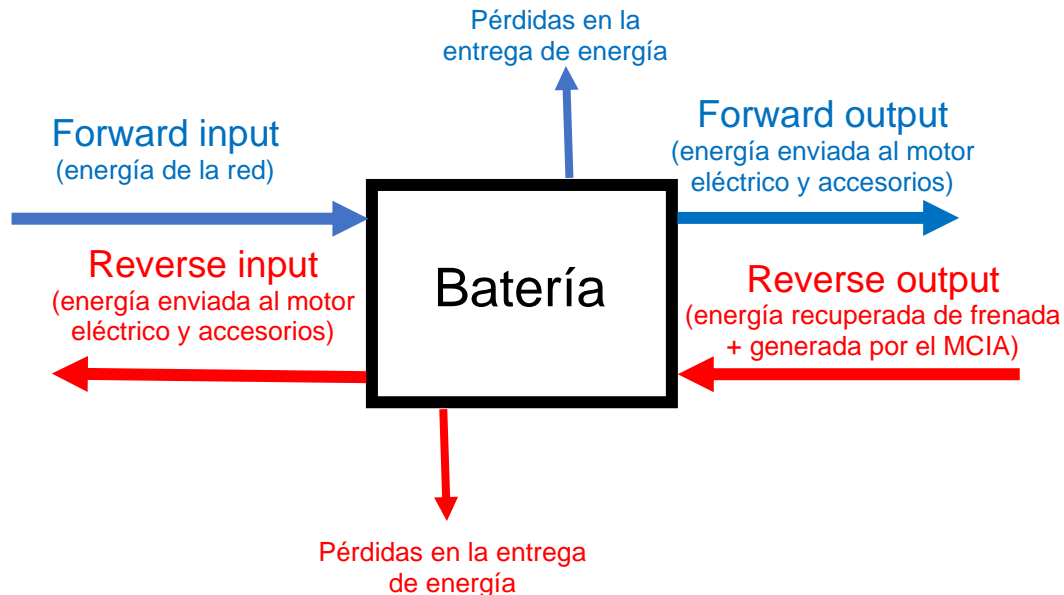 Pérdidas en la
entrega de energía
Forward input
(energía de la red)
Forward output
(energía enviada al motor
eléctrico y accesorios)
Reverse input
(energía enviada al motor
eléctrico y accesorios)
Batería
Reverse output
(energía recuperada de frenada
+ generada por el MCIA)
Pérdidas en la entrega
de energía